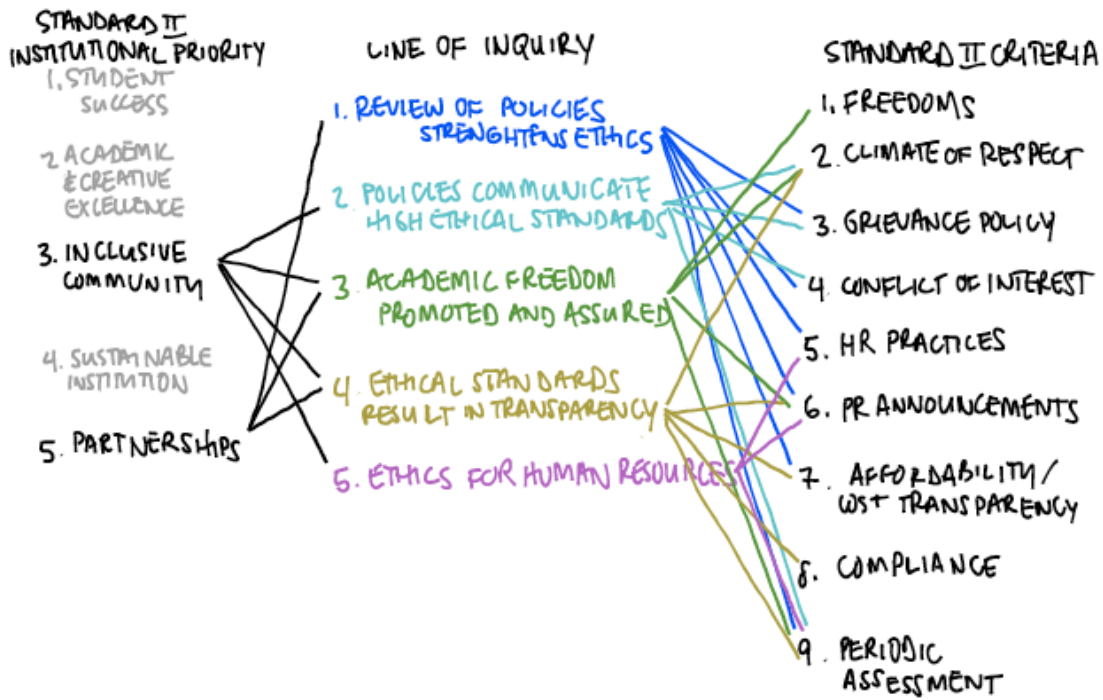 STANDARD II
INSTITUTIONAL PRIORITY
1. STUDENT
SUCCESS
2 ACADEMIC
& CREATIVE
EXCELLENCE
3. INCLUSIVE
COMMUNITY
4. SUSTAINABLE
INSTITUTION
5. PARTNERSHIPS
LINE OF INQUIRY
1. REVIEW OF POLICIES
STRENGHTENS ETHICS
2. POLICIES COMMUNICATE
HIGH ETHICAL STANDARDS
3. ACADEMIC FREEDOM
PROMOTED AND ASSURED
4. ETHICAL STANDARDS
RESULT IN TRANSPARENCY
5. ETHICS FOR HUMAN RESOURCES
STANDARD II CRITERIA
1. FREEDOMS
2. CLIMATE OF RESPECT
3. GRIEVANCE POLICY
4. CONFLICT OF INTEREST
5. HR PRACTICES
6. PR ANNOUNCEMENTS
7. AFFORDABILITY/
COST TRANSPARENCY
8. COMPLIANCE
9. PERIODIC
ASSESSMENT